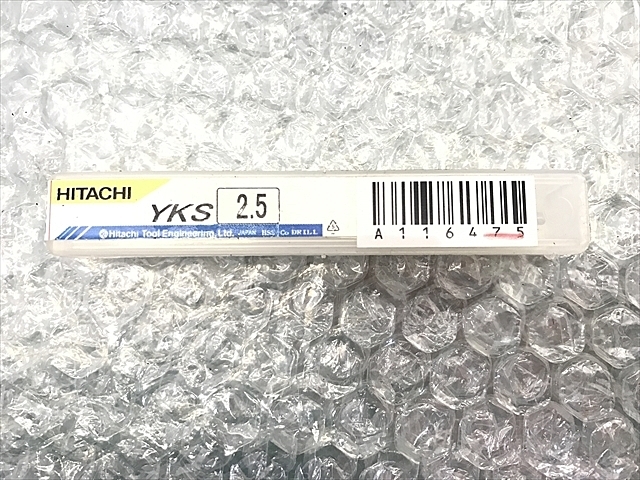 HITACHI
YKS 2.5
Hitachi Tool Engineering, Ltd. JAPAN HSS-Co DRILL
A116475